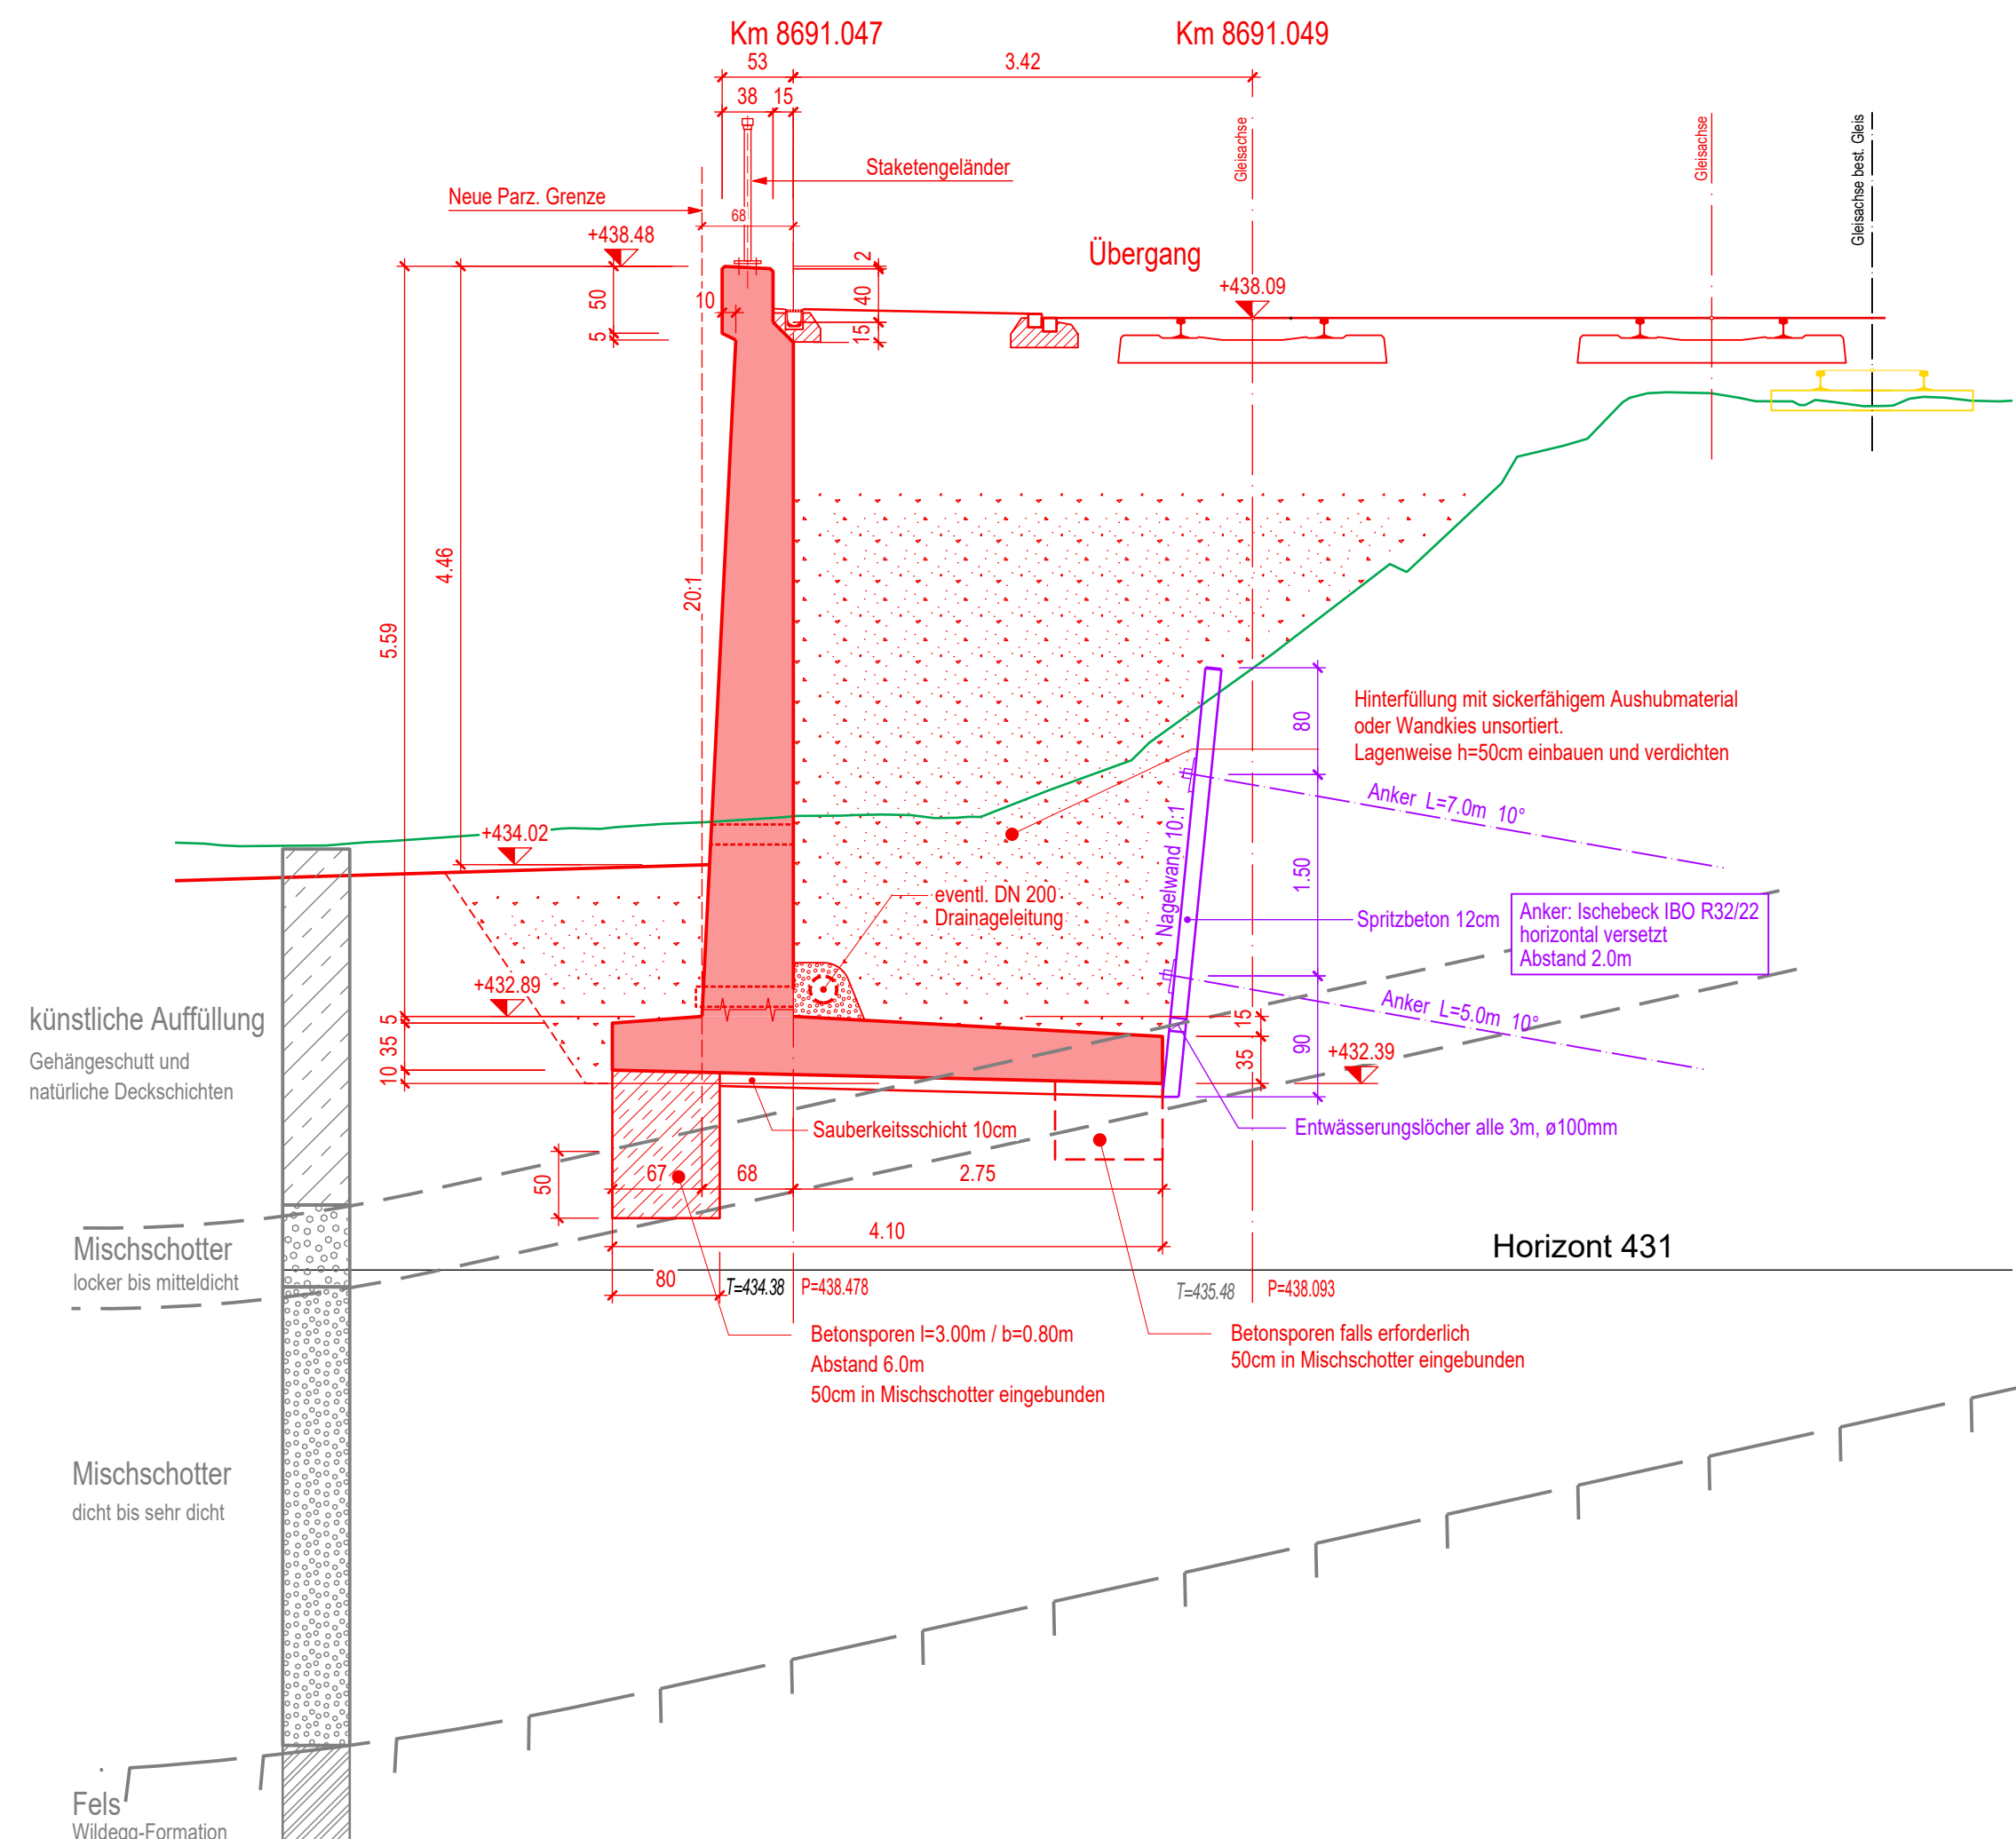 Km 8691.047
Km 8691.049
53
3.42
38
15
Gleisachse
Gleisachse
Gleisachse best. Gleis
Staketengeländer
Neue Parz. Grenze
68
+438.48
Übergang
2
+438.09
50
10
40
5
15
4.46
20:1
5.59
80
Hinterfüllung mit sickerfähigem Aushubmaterial
oder Wandkies unsortiert.
Lagenweise h=50cm einbauen und verdichten
Anker L=7.0m 10°
+434.02
Nagelwand 10:1
1.50
eventl. DN 200
Drainageleitung
Spritzbeton 12cm
Anker: Ischebeck IBO R32/22
horizontal versetzt
Abstand 2.0m
+432.89
Anker L=5.0m 10°
künstliche Auffüllung
Gehängeschutt und
natürliche Deckschichten
5
35
10
15
35
90
+432.39
Sauberkeitsschicht 10cm
Entwässerungslöcher alle 3m, ø100mm
50
67
68
2.75
4.10
Horizont 431
Mischschotter
locker bis mitteldicht
80
T=434.38
P=438.478
T=435.48
P=438.093
Betonsporen l=3.00m / b=0.80m
Abstand 6.0m
50cm in Mischschotter eingebunden
Betonsporen falls erforderlich
50cm in Mischschotter eingebunden
Mischschotter
dicht bis sehr dicht
Fels
Wildegg-Formation